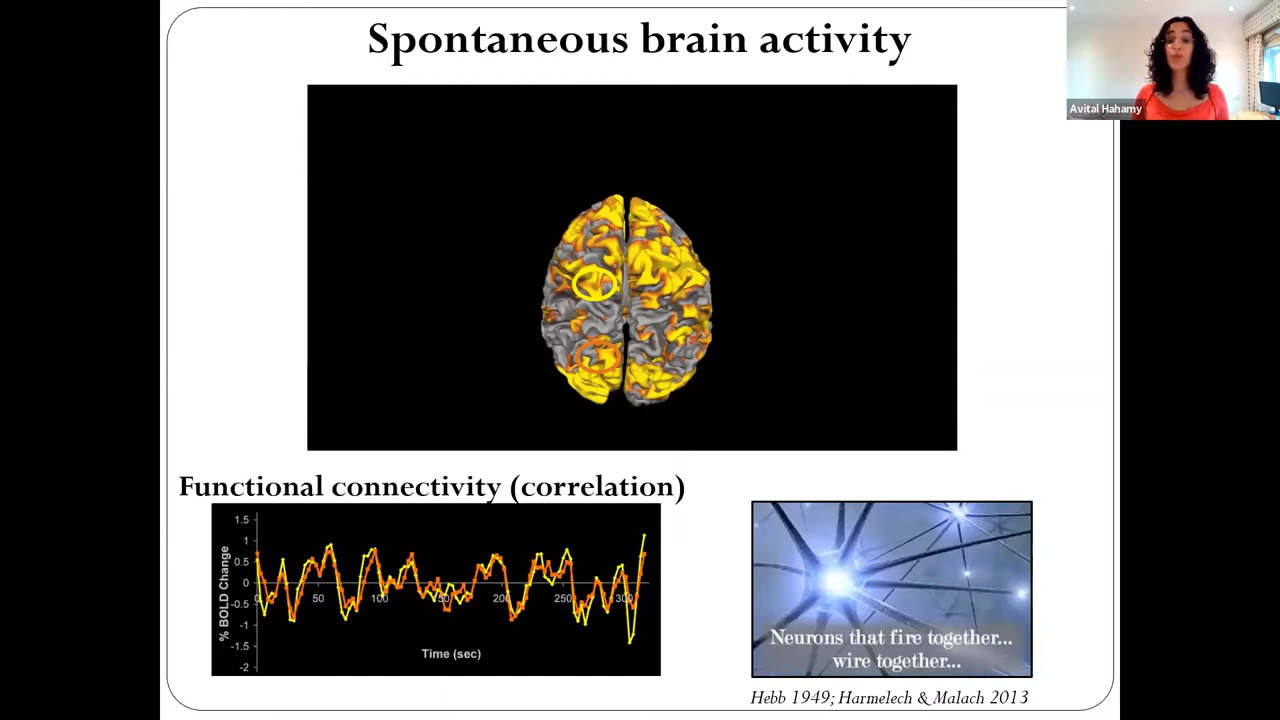 Spontaneous brain activity
Avital Hahamy
Functional connectivity (correlation)
1.5
1
0.5
0
-0.5
-1
-1.5
-2
% BOLD Change
0 50 100 150 200 250 300
Time (sec)
Neurons that fire together...
wire together...
Hebb 1949; Harmelech & Malach 2013